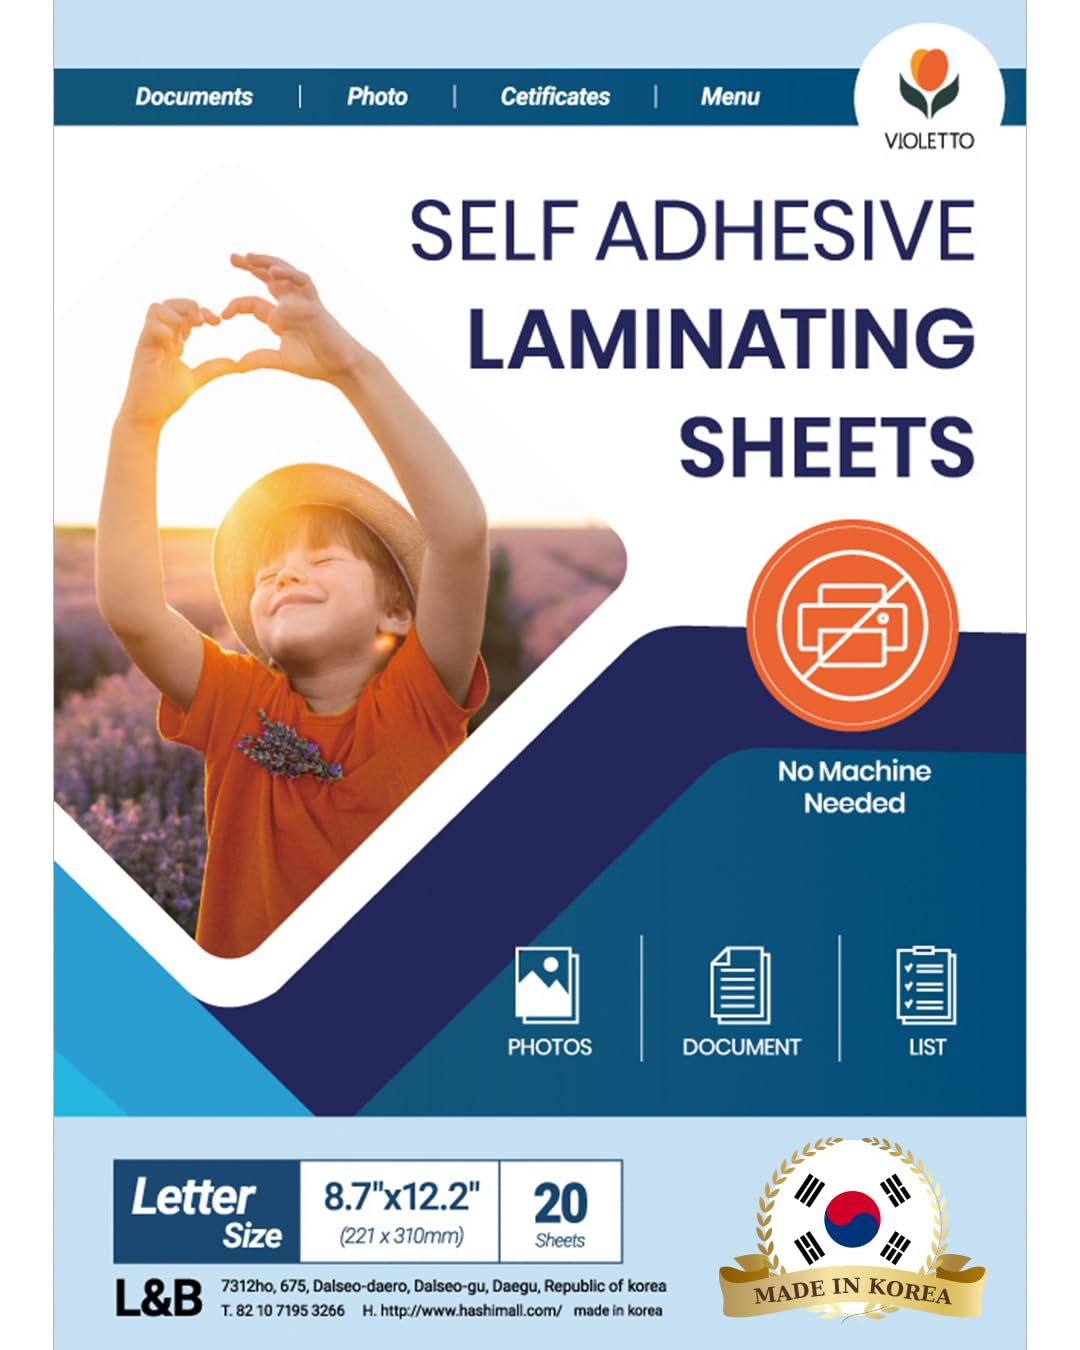 Documents | Photo | Cetificates | Menu
VIOLETTO
SELF ADHESIVE
LAMINATING
SHEETS
No Machine
Needed
PHOTOS DOCUMENT LIST
Letter
Size
8.7"x12.2"
(221 x 310mm)
20
Sheets
L&B
7312ho, 675, Dalseo-daero, Dalseo-gu, Daegu, Republic of korea
T. 82 10 7195 3266 H. http://www.hashimall.com/ made in korea
MADE IN KOREA